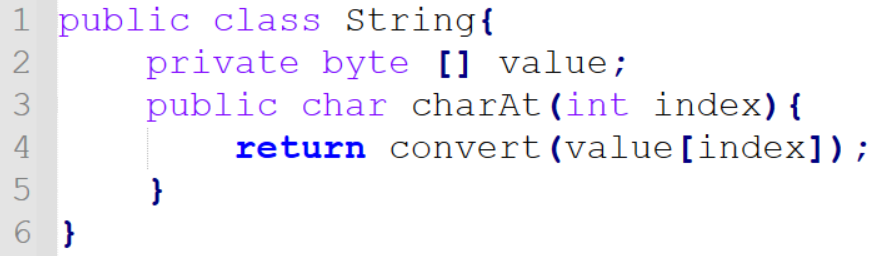 1 public class String{
2     private byte [] value;
3     public char charAt(int index){
4         return convert(value[index]);
5     }
6 }